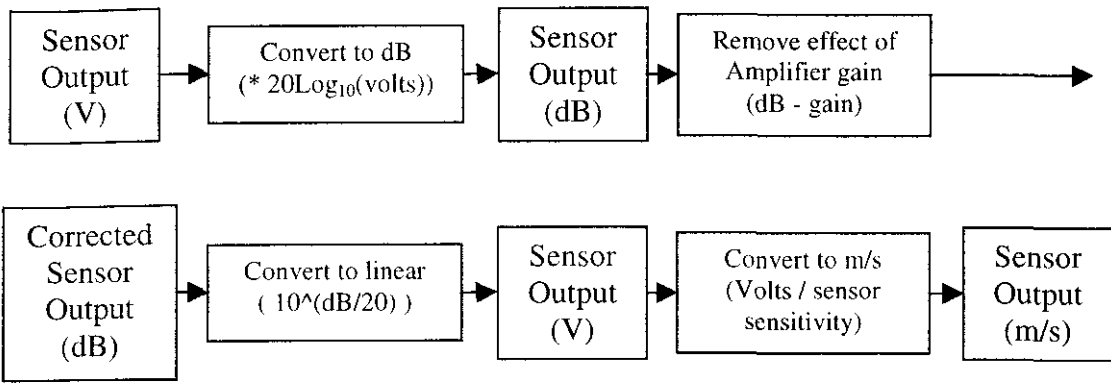 Sensor
Output
(V)
Convert to dB
(* 20Log₁₀(volts))
Sensor
Output
(dB)
Remove effect of
Amplifier gain
(dB - gain)
Corrected
Sensor
Output
(dB)
Convert to linear
( 10^(dB/20) )
Sensor
Output
(V)
Convert to m/s
(Volts / sensor
sensitivity)
Sensor
Output
(m/s)